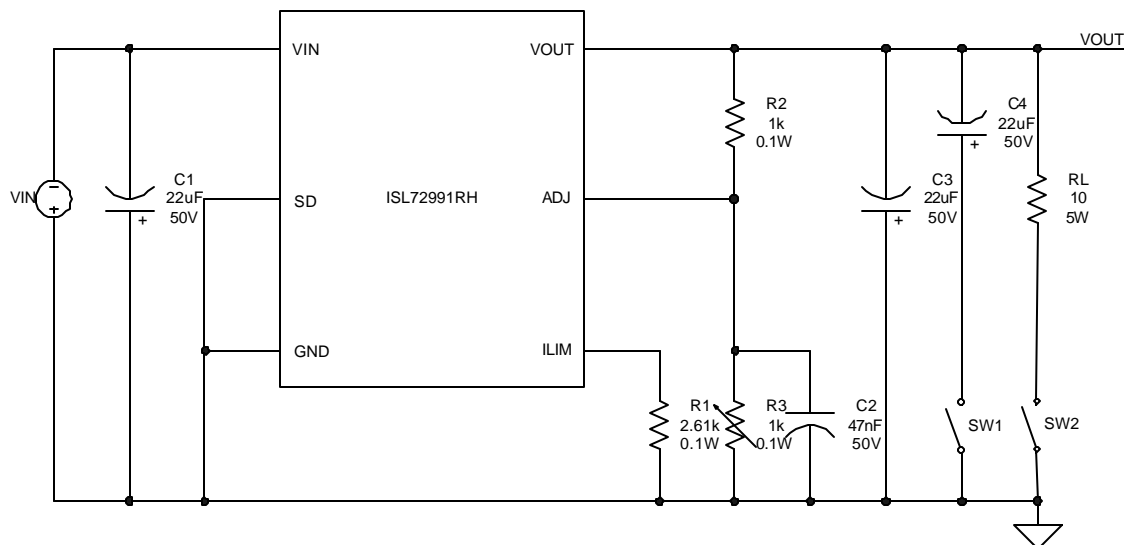 VIN
VOUT
VOUT
R2
1k
0.1W
C4
22uF
50V
+
C1
22uF
50V
+
VIN
-
+
SD
ISL72991RH
ADJ
C3
22uF
50V
+
RL
10
5W
GND
ILIM
R1
2.61k
0.1W
R3
1k
0.1W
C2
47nF
50V
SW1
SW2